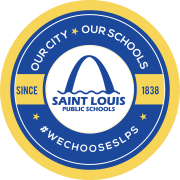 OUR CITY ★ OUR SCHOOLS
SINCE
1838
SAINT LOUIS
PUBLIC SCHOOLS
#WECHOOSESLPS